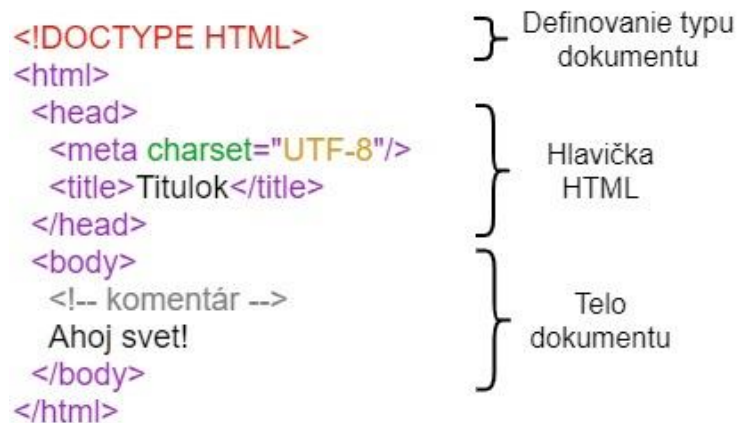 <!DOCTYPE HTML>
<html>
<head>
<meta charset="UTF-8"/>
<title>Titulok</title>
</head>
<body>
<!-- komentár -->
Ahoj svet!
</body>
</html>
Definovanie typu
dokumentu
Hlavička
HTML
Telo
dokumentu